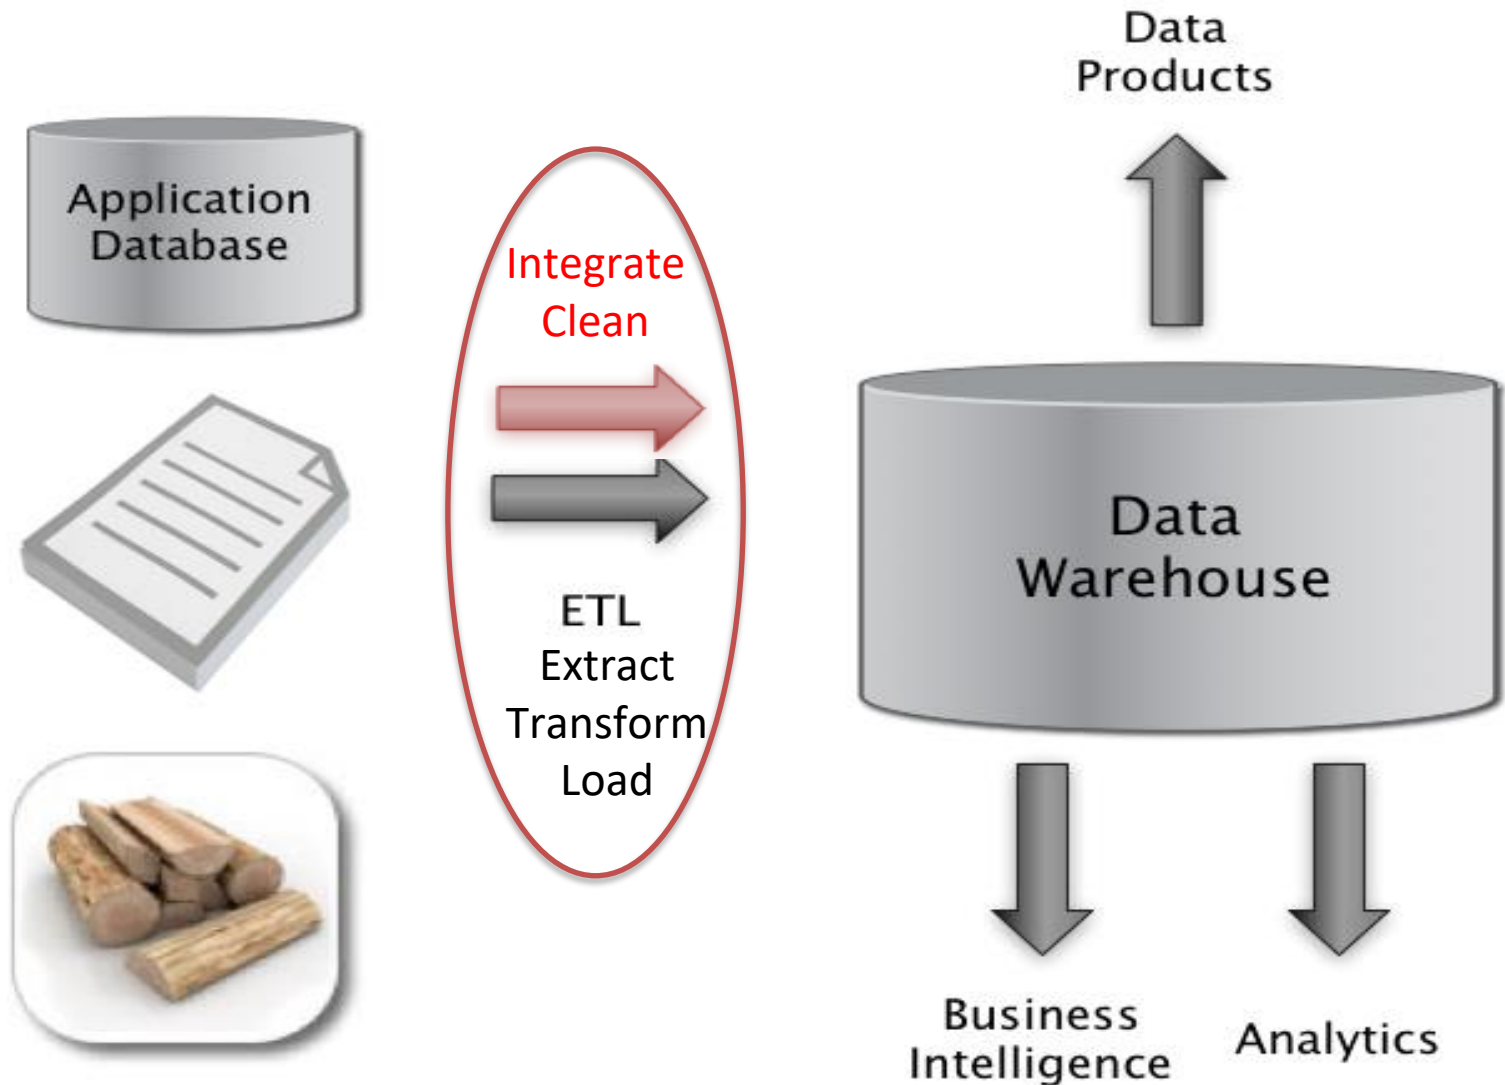 Application
Database
Integrate
Clean
ETL
Extract
Transform
Load
Data
Products
Data
Warehouse
Business
Intelligence
Analytics